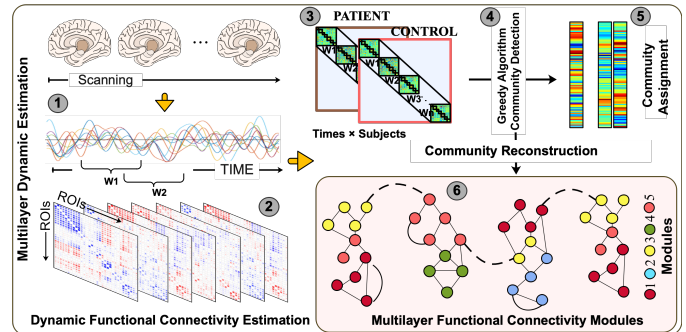 Multilayer Dynamic Estimation
Scanning
1
TIME
W1
W2
ROIs
ROIs
2
Dynamic Functional Connectivity Estimation
3
PATIENT
CONTROL
W1
W2
W1
W2
W3
Wn
Times × Subjects
4
Greedy Algorithm
Community Detection
5
Community
Assignment
Community Reconstruction
6
1 2 3 4 5
Modules
Multilayer Functional Connectivity Modules